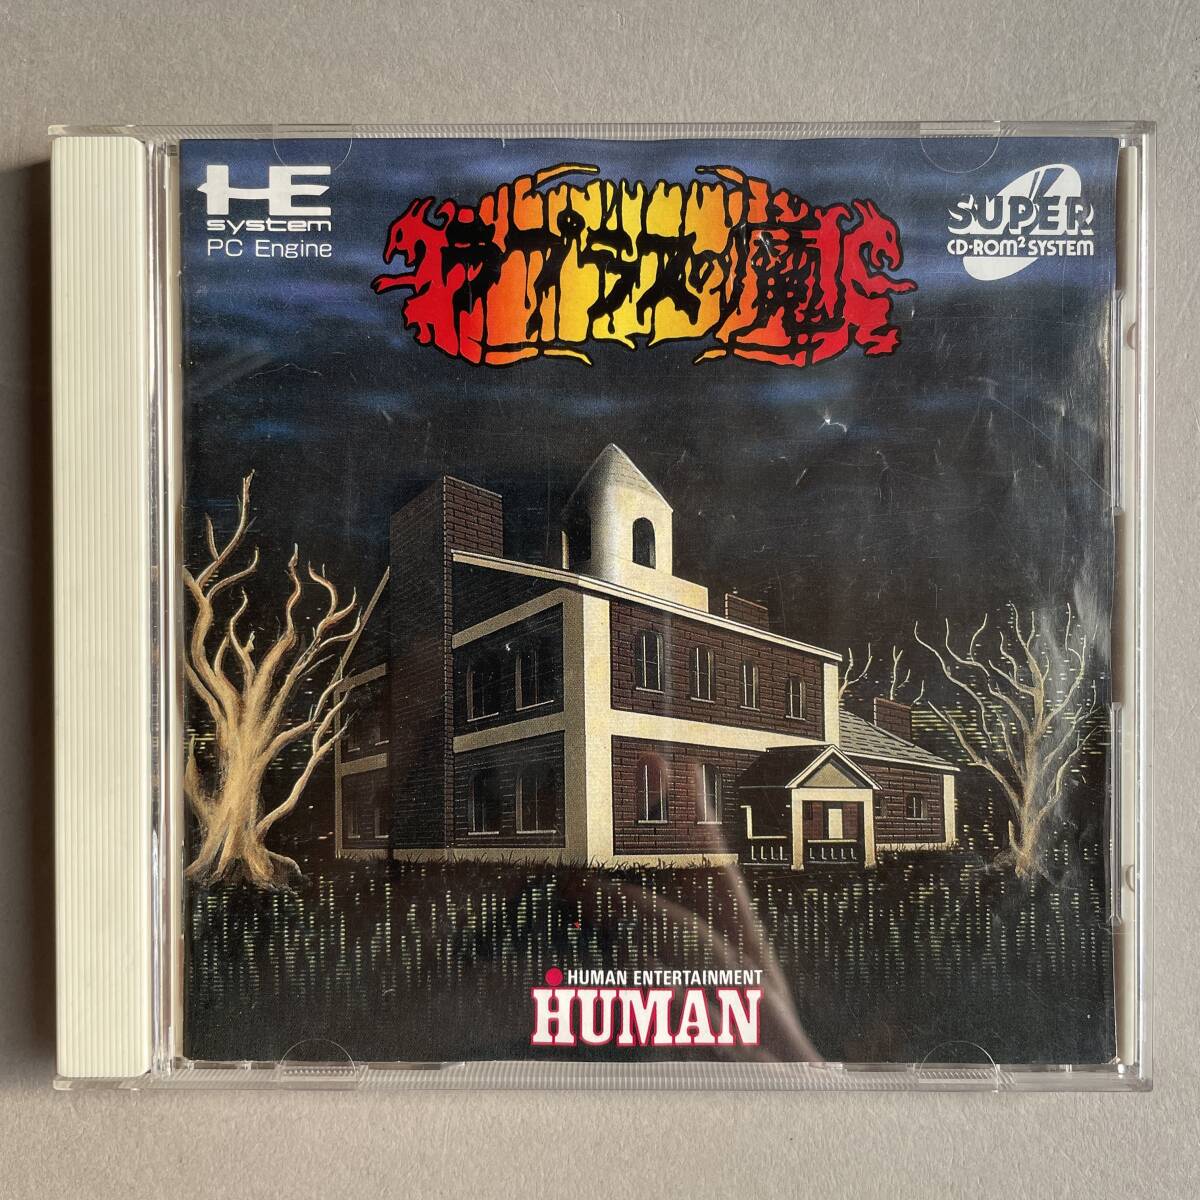 HE
system
PC Engine
ラプラスの魔
SUPER
CD-ROM² SYSTEM
HUMAN ENTERTAINMENT
HUMAN